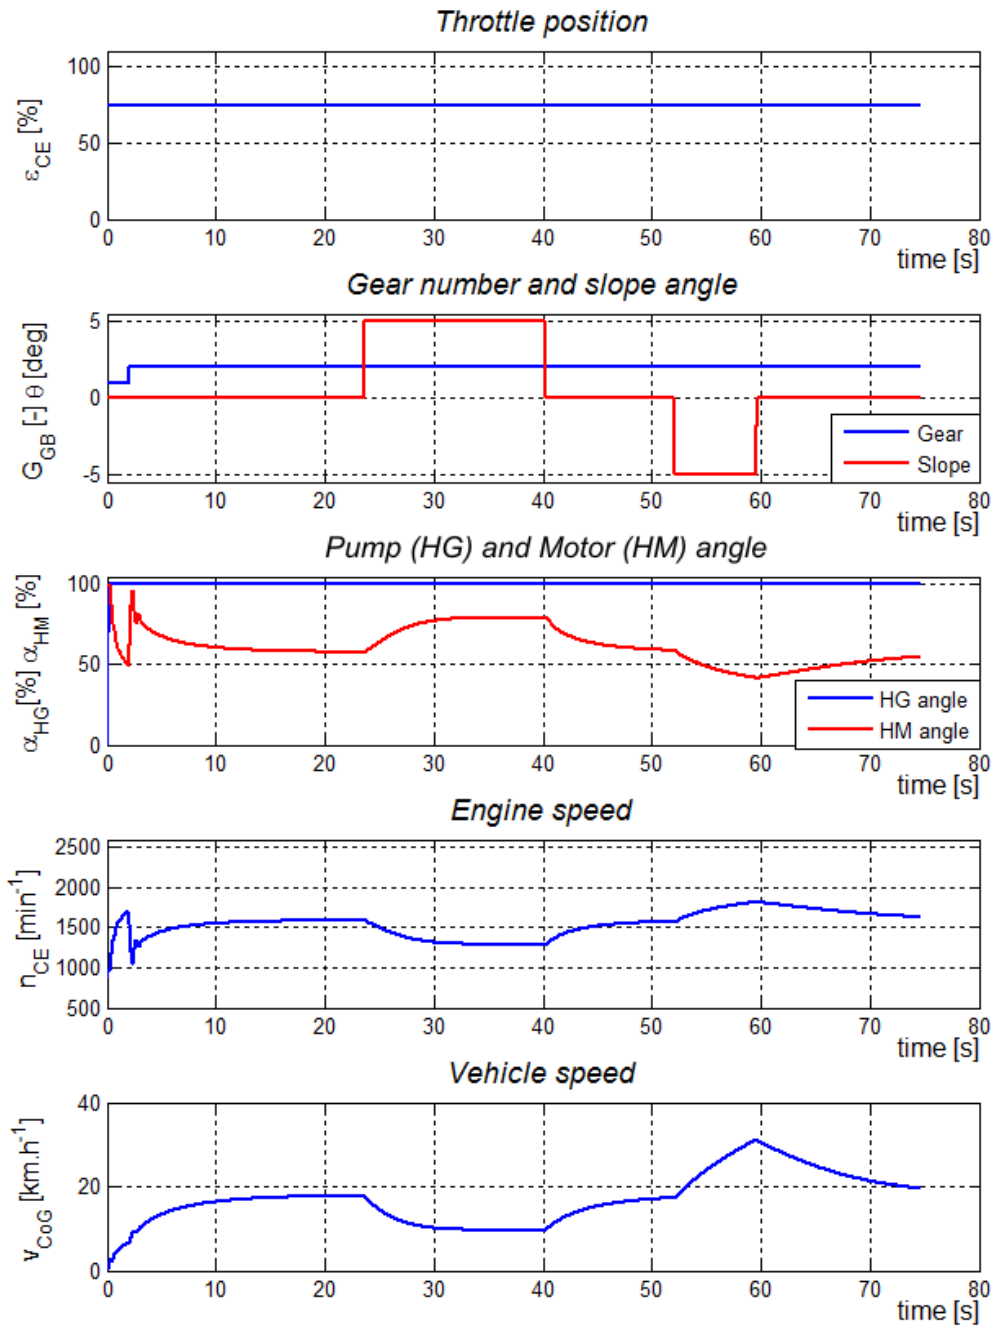 Throttle position
100
50
0
ε_CE [%]
0 10 20 30 40 50 60 70 80
time [s]
Gear number and slope angle
5
0
-5
G_GB [-] θ [deg]
Gear
Slope
0 10 20 30 40 50 60 70 80
time [s]
Pump (HG) and Motor (HM) angle
100
50
0
α_HG[%] α_HM [%]
HG angle
HM angle
0 10 20 30 40 50 60 70 80
time [s]
Engine speed
2500
2000
1500
1000
500
n_CE [min⁻¹]
0 10 20 30 40 50 60 70 80
time [s]
Vehicle speed
40
30
20
10
0
v_CoG [km.h⁻¹]
0 10 20 30 40 50 60 70 80
time [s]